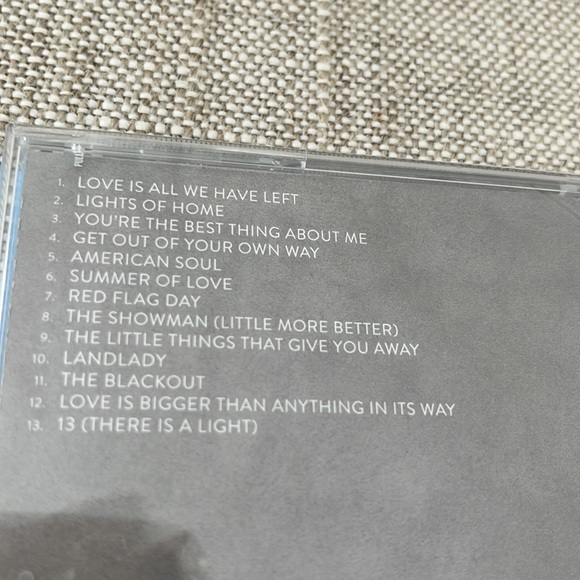 1. LOVE IS ALL WE HAVE LEFT
2. LIGHTS OF HOME
3. YOU'RE THE BEST THING ABOUT ME
4. GET OUT OF YOUR OWN WAY
5. AMERICAN SOUL
6. SUMMER OF LOVE
7. RED FLAG DAY
8. THE SHOWMAN (LITTLE MORE BETTER)
9. THE LITTLE THINGS THAT GIVE YOU AWAY
10. LANDLADY
11. THE BLACKOUT
12. LOVE IS BIGGER THAN ANYTHING IN ITS WAY
13. 13 (THERE IS A LIGHT)